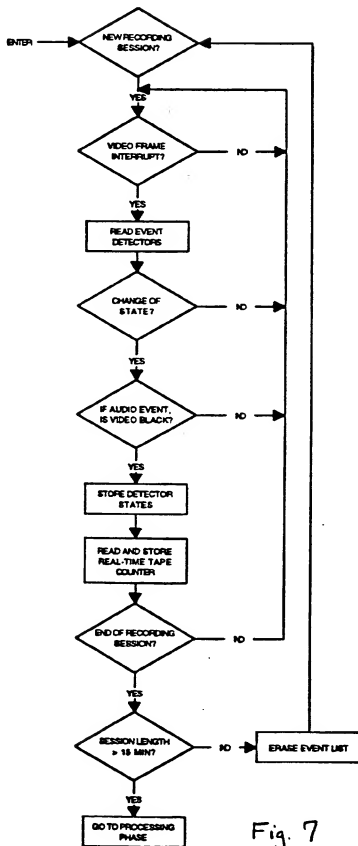 ENTER
NEW RECORDING
SESSION?
YES
VIDEO FRAME
INTERRUPT?
NO
YES
READ EVENT
DETECTORS
CHANGE OF
STATE?
NO
YES
IF AUDIO EVENT,
IS VIDEO BLACK?
NO
YES
STORE DETECTOR
STATES
READ AND STORE
REAL-TIME TAPE
COUNTER
END OF RECORDING
SESSION?
NO
YES
SESSION LENGTH
> 15 MIN?
NO
ERASE EVENT LIST
YES
GO TO PROCESSING
PHASE
Fig. 7